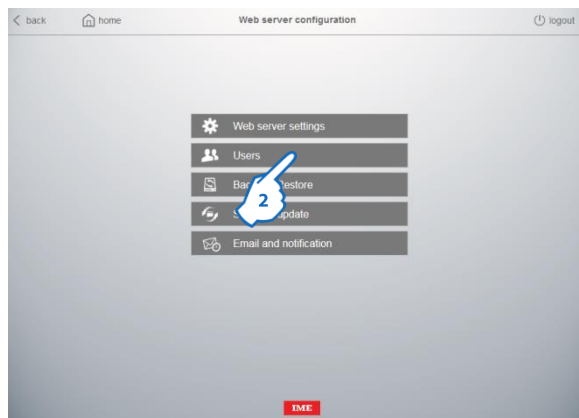 back home Web server configuration logout
Web server settings
Users
2
Email and notification
IME